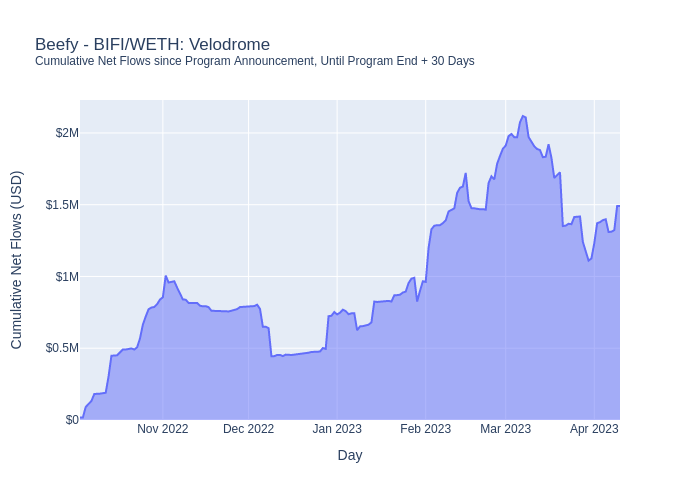 Beefy - BIFI/WETH: Velodrome
Cumulative Net Flows since Program Announcement, Until Program End + 30 Days
Cumulative Net Flows (USD)
$2M
$1.5M
$1M
$0.5M
$0
Nov 2022
Dec 2022
Jan 2023
Feb 2023
Mar 2023
Apr 2023
Day